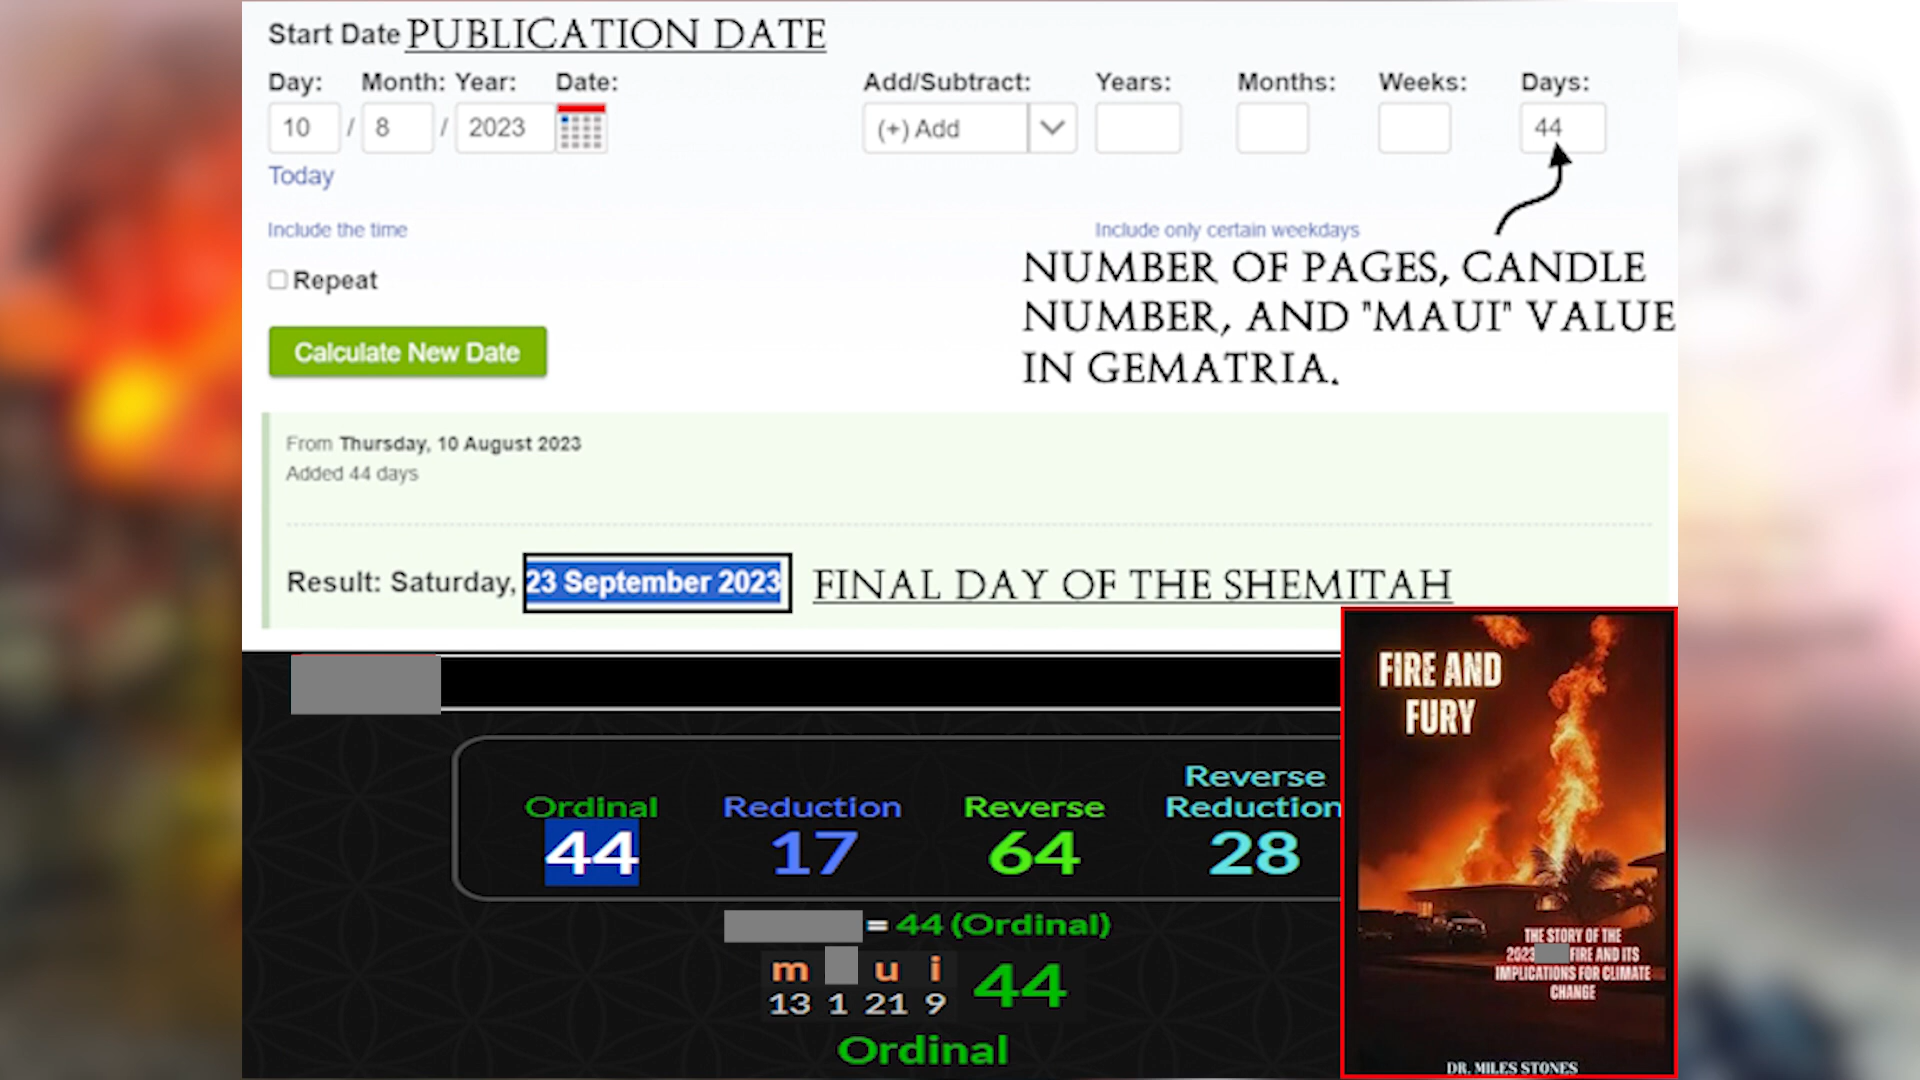 Start Date PUBLICATION DATE
Day: Month: Year: Date: Add/Subtract: Years: Months: Weeks: Days:
10 / 8 / 2023 (+) Add 44
Today
Include the time Include only certain weekdays
NUMBER OF PAGES, CANDLE
NUMBER, AND "MAUI" VALUE
IN GEMATRIA.
Repeat
Calculate New Date
From Thursday, 10 August 2023
Added 44 days
Result: Saturday, 23 September 2023 FINAL DAY OF THE SHEMITAH
Ordinal Reduction Reverse Reverse Reduction
44 17 64 28
= 44 (Ordinal)
m u i 44
13 1 21 9
Ordinal
FIRE AND
FURY
THE STORY OF THE
2023 FIRE AND ITS
IMPLICATIONS FOR CLIMATE
CHANGE
DR. MILES STONES